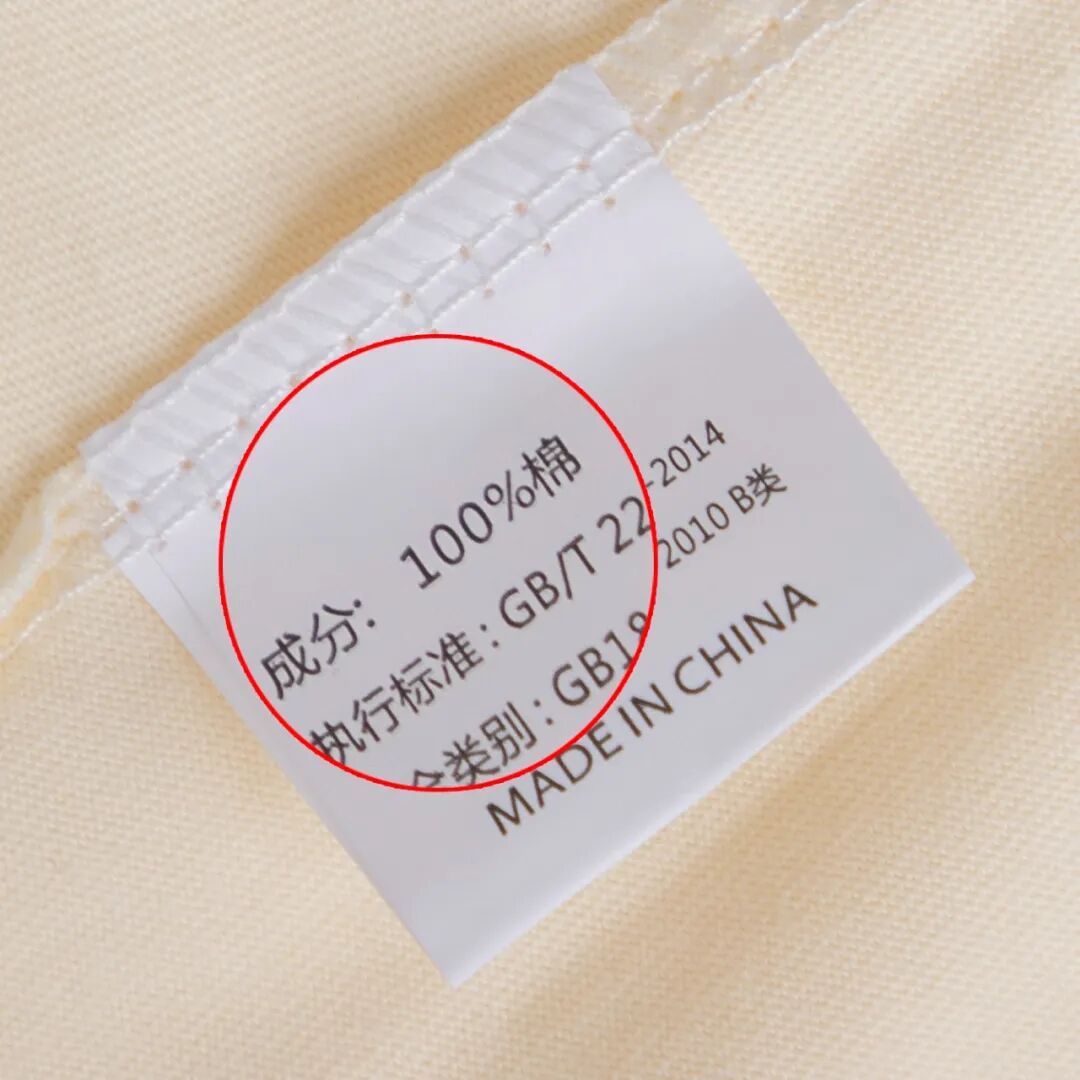 成分: 100%棉
执行标准:GB/T 22-2014
全类别:GB18 2010 B类
MADE IN CHINA